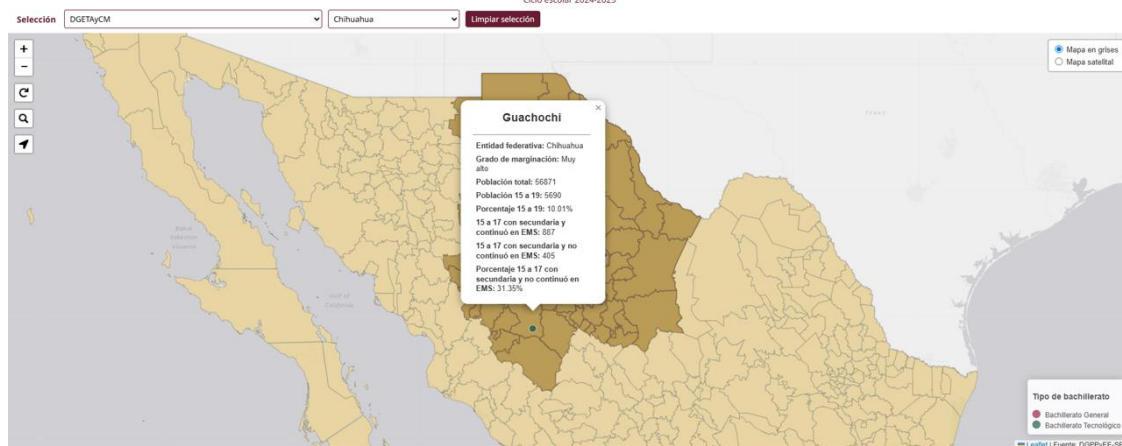 Ciclo escolar 2024-2025
Selección DGETAyCM Chihuahua Limpiar selección
+
−
Mapa en grises
Mapa satelital
Texas
Guachochi
×
Entidad federativa: Chihuahua
Grado de marginación: Muy
alto
Población total: 56871
Población 15 a 19: 5690
Porcentaje 15 a 19: 10.01%
15 a 17 con secundaria y
continuó en EMS: 887
15 a 17 con secundaria y no
continuó en EMS: 405
Porcentaje 15 a 17 con
secundaria y no continuó en
EMS: 31.35%
Baja
California
Gulf of
California
Tipo de bachillerato
Bachillerato General
Bachillerato Tecnológico
Leaflet | Fuente: DGPPyEE-SE